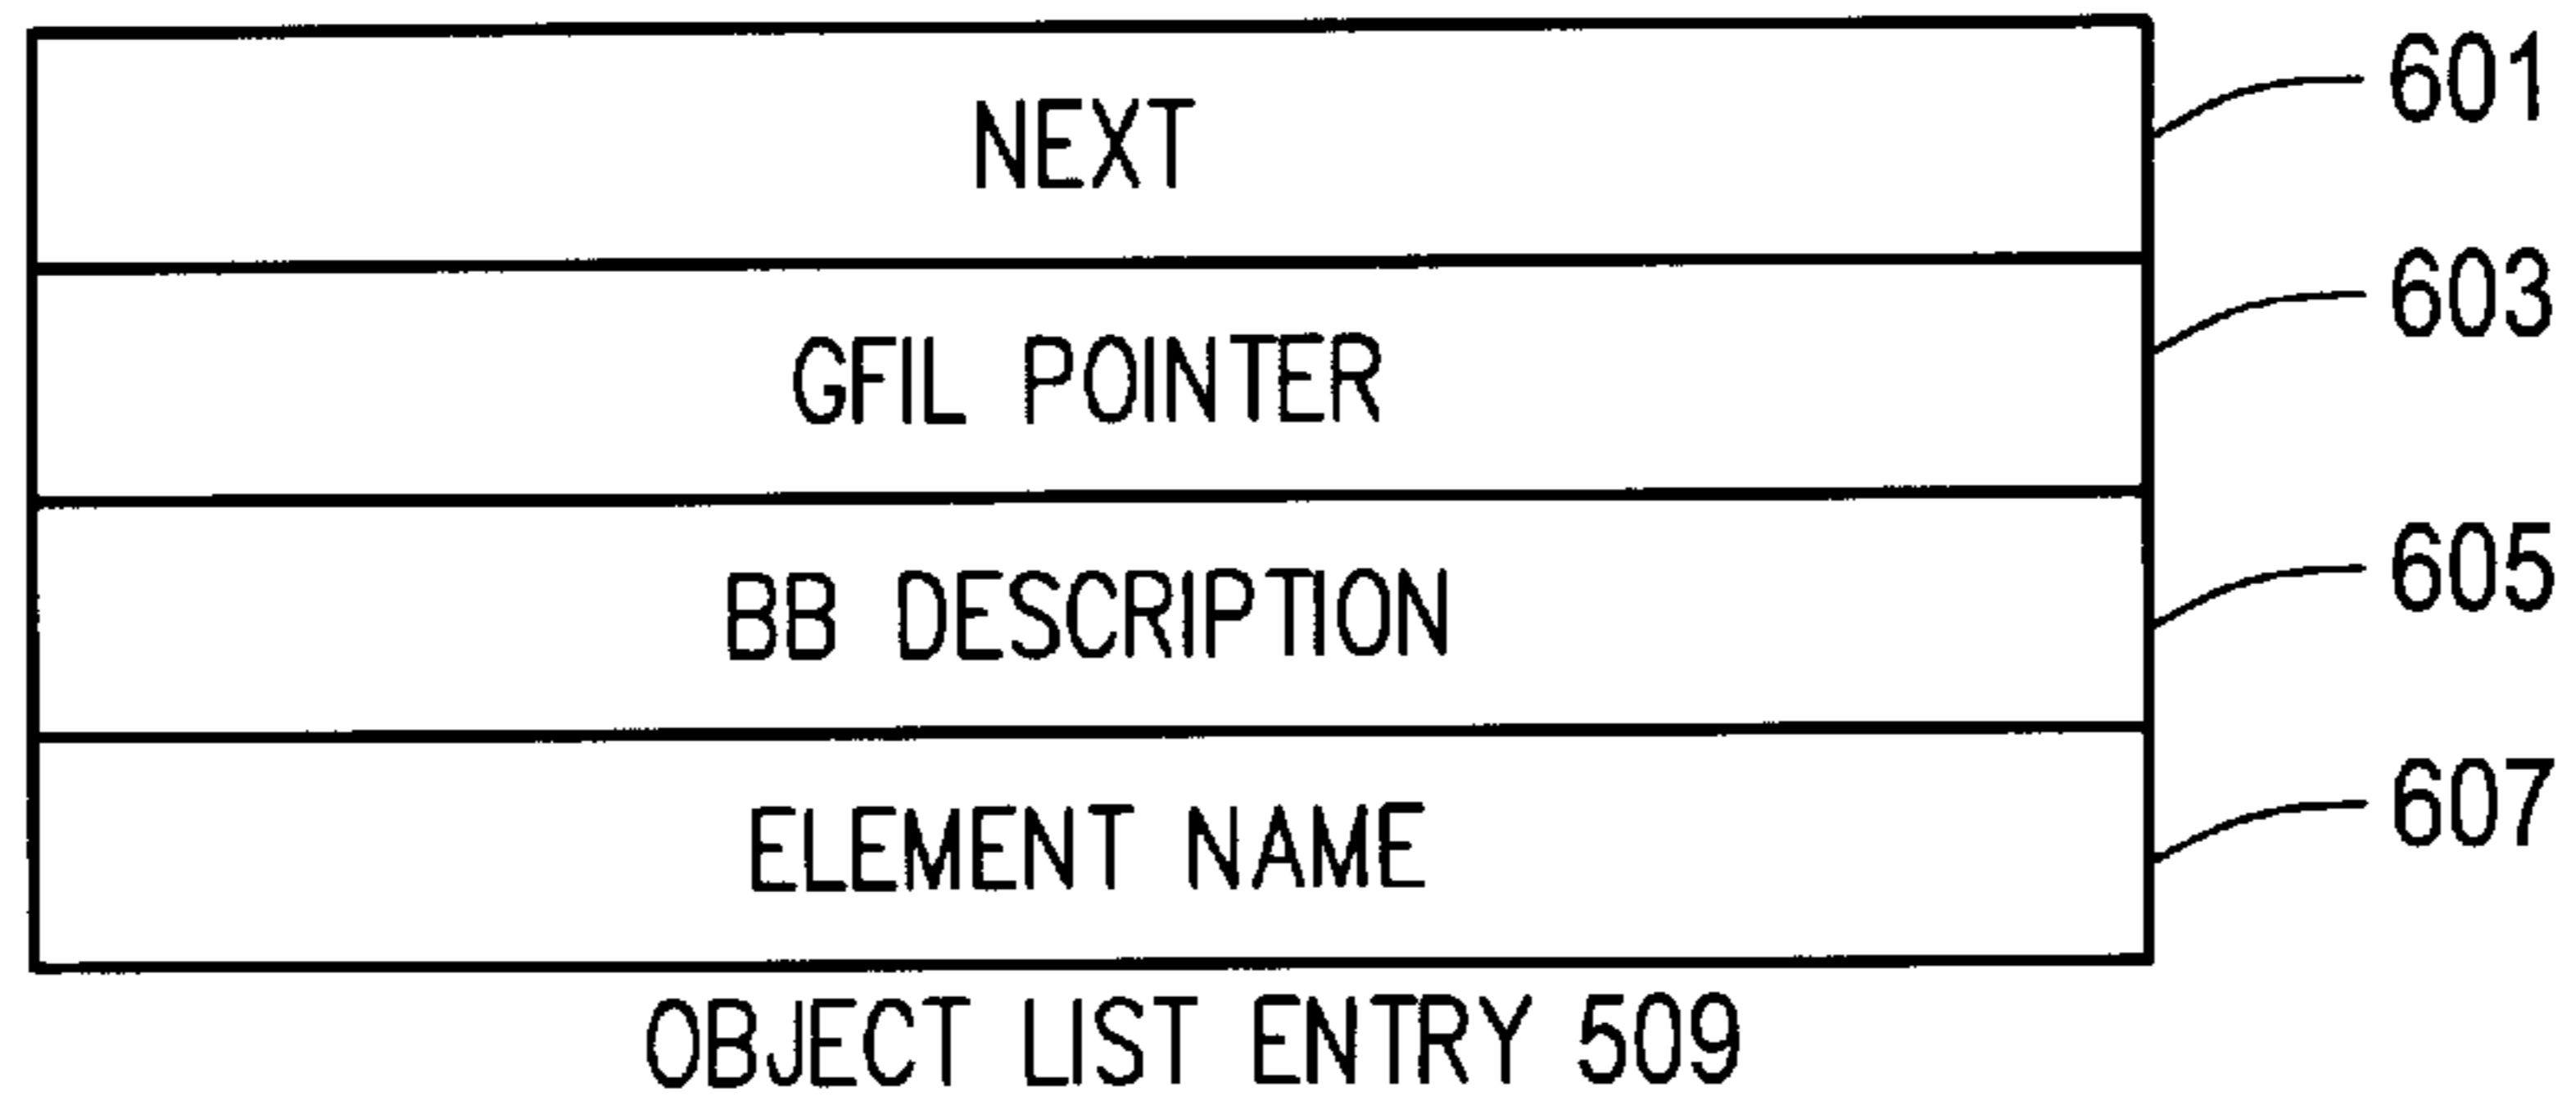 NEXT
601
GFIL POINTER
603
BB DESCRIPTION
605
ELEMENT NAME
607
OBJECT LIST ENTRY 509